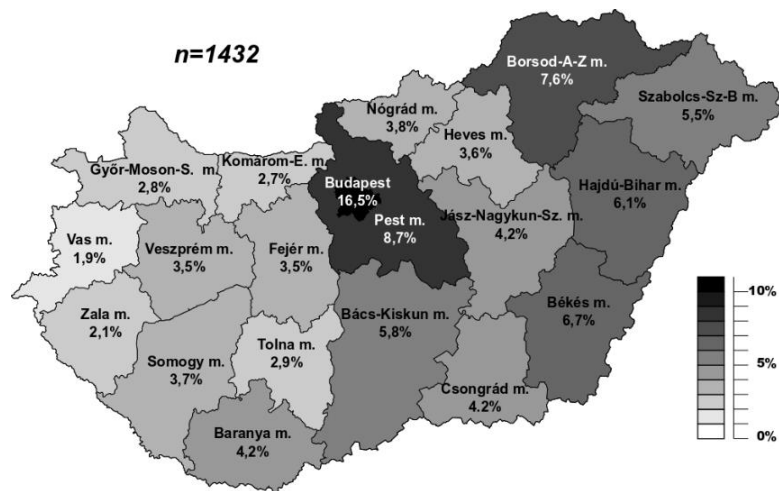 n=1432
Borsod-A-Z m.
7,6%
Szabolcs-Sz-B m.
5,5%
Nógrád m.
3,8%
Heves m.
3,6%
Győr-Moson-S. m.
2,8%
Komárom-E. m.
2,7%
Budapest
16,5%
Pest m.
8,7%
Hajdú-Bihar m.
6,1%
Jász-Nagykun-Sz. m.
4,2%
Vas m.
1,9%
Veszprém m.
3,5%
Fejér m.
3,5%
Zala m.
2,1%
Somogy m.
3,7%
Tolna m.
2,9%
Bács-Kiskun m.
5,8%
Békés m.
6,7%
Csongrád m.
4.2%
Baranya m.
4,2%
10%
5%
0%